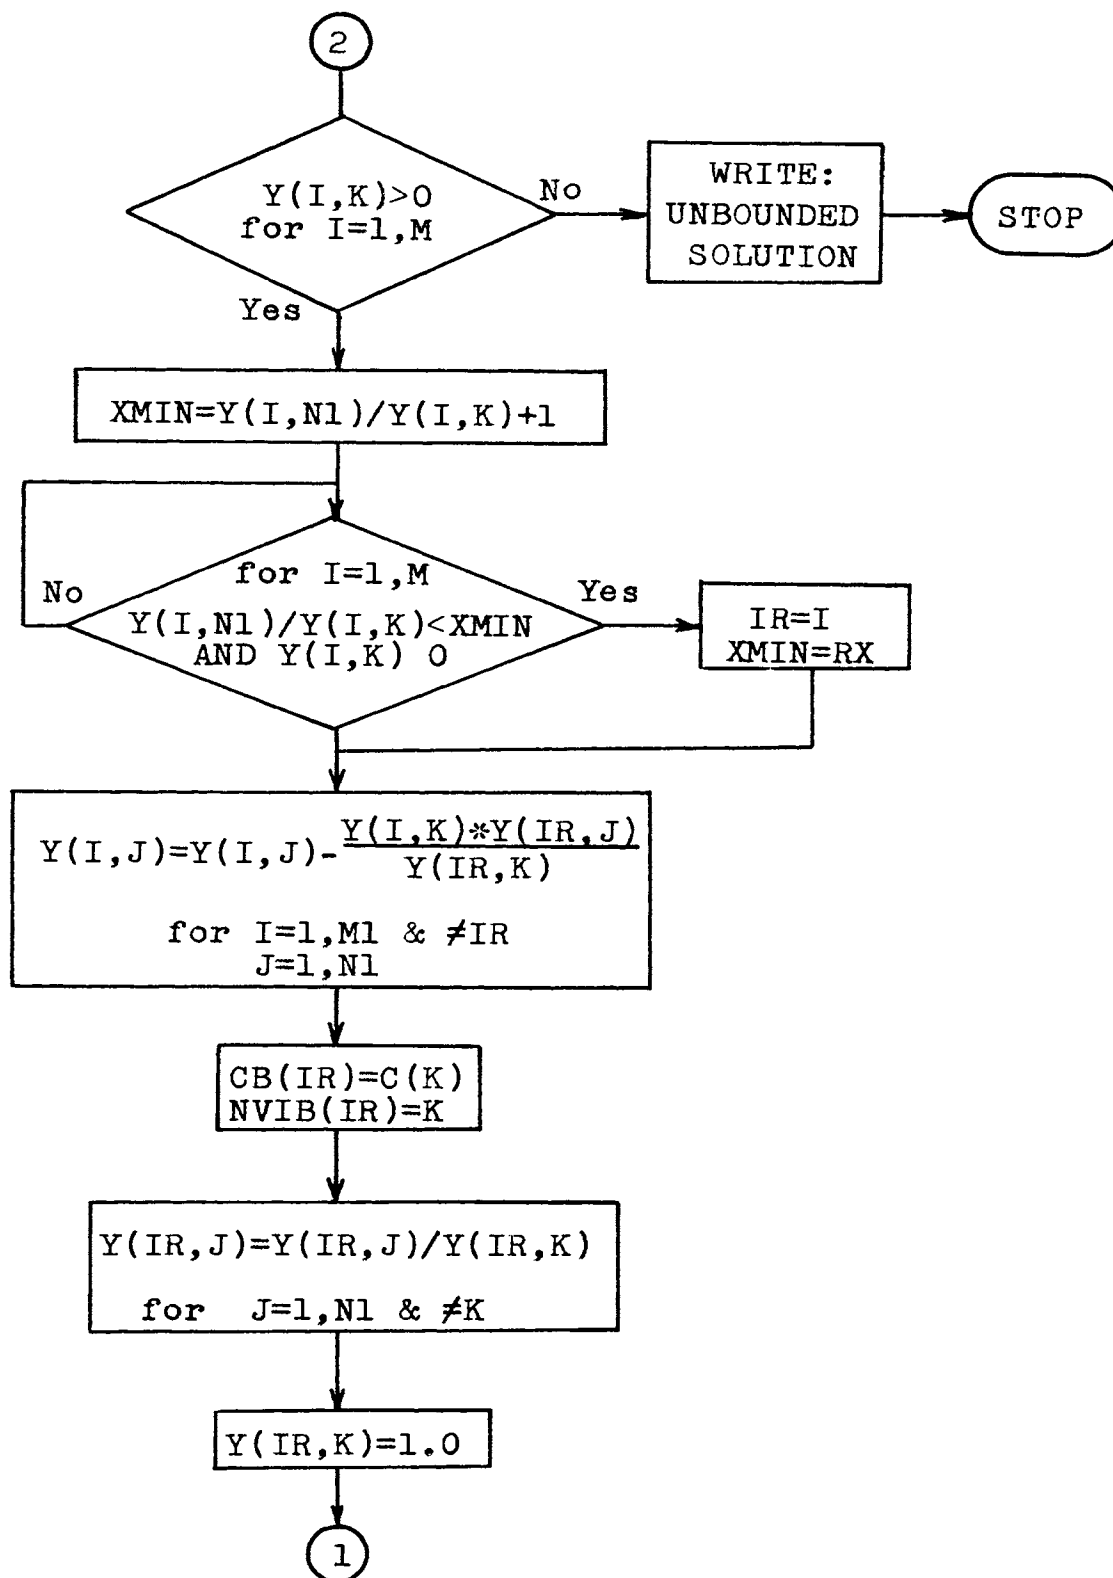 2
Y(I,K)>0
for I=1,M
No
WRITE:
UNBOUNDED
SOLUTION
STOP
Yes
XMIN=Y(I,N1)/Y(I,K)+1
for I=1,M
Y(I,N1)/Y(I,K)<XMIN
AND Y(I,K) 0
No
Yes
IR=I
XMIN=RX
Y(I,J)=Y(I,J)-Y(I,K)*Y(IR,J)
Y(IR,K)
for I=1,M1 & ≠IR
J=1,N1
CB(IR)=C(K)
NVIB(IR)=K
Y(IR,J)=Y(IR,J)/Y(IR,K)
for J=1,N1 & ≠K
Y(IR,K)=1.0
1